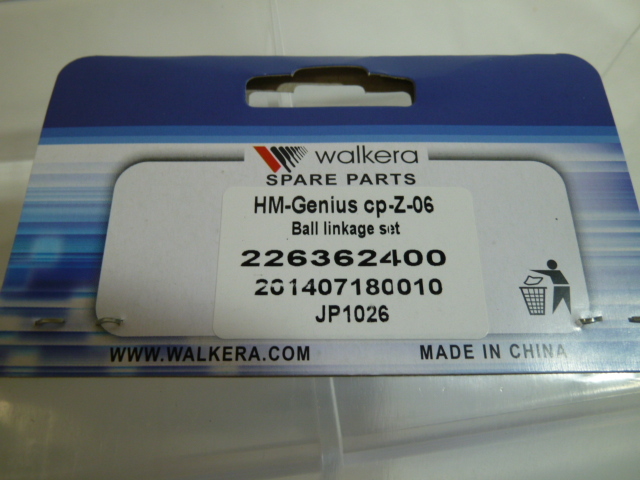 walkera
SPARE PARTS
HM-Genius cp-Z-06
Ball linkage set
226362400
201407180010
JP1026
WWW.WALKERA.COM
MADE IN CHINA